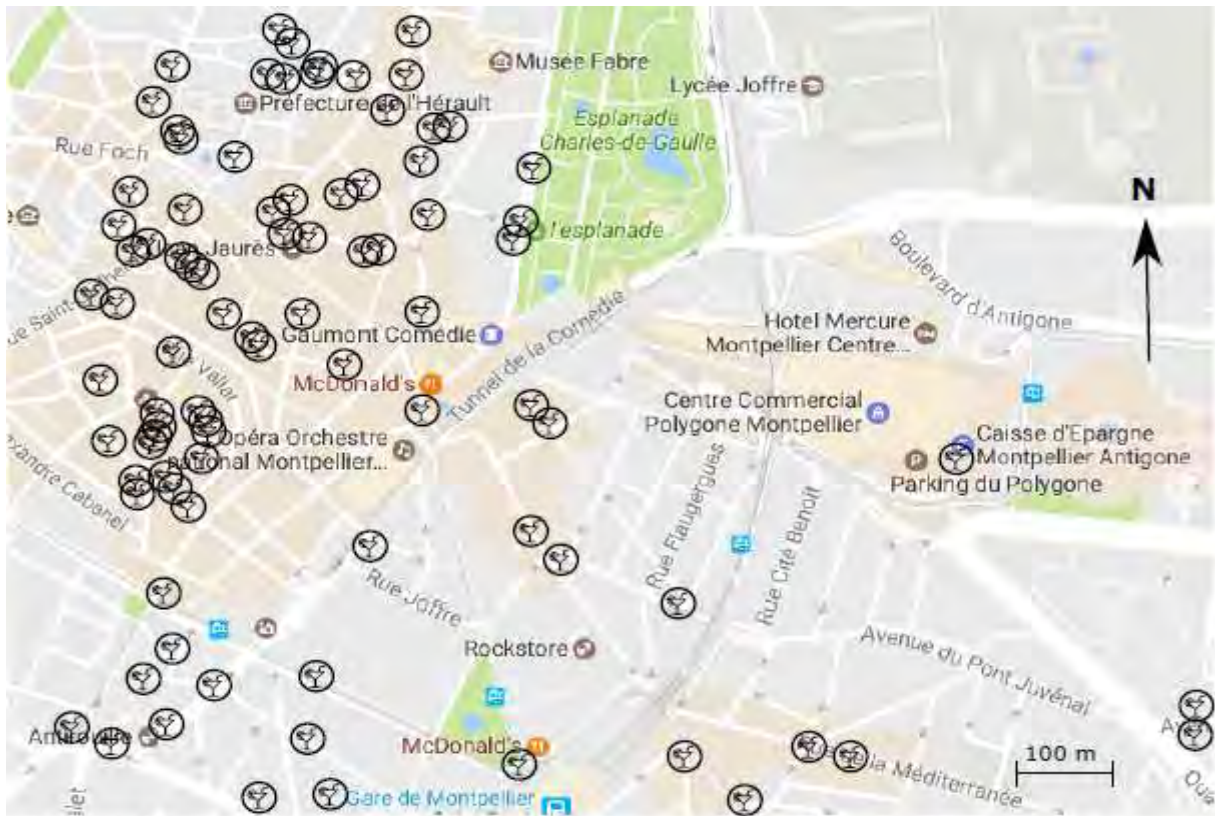 Musée Fabre
Lycée Joffre
Préfecture de l'Hérault
Esplanade
Charles-de-Gaulle
Rue Foch
N
l'esplanade
Jean Jaurès
Boulevard d'Antigone
Gaumont Comédie
Hotel Mercure
Montpellier Centre...
Tunnel de la Comédie
McDonald's
Centre Commercial
Polygone Montpellier
Opéra Orchestre
national Montpellier...
Caisse d'Epargne
Montpellier Antigone
Parking du Polygone
Rue Flaugergues
Rue Cité Benoit
Rue Joffre
Rockstore
Avenue du Pont Juvénal
McDonald's
100 m
la Méditerranée
Gare de Montpellier